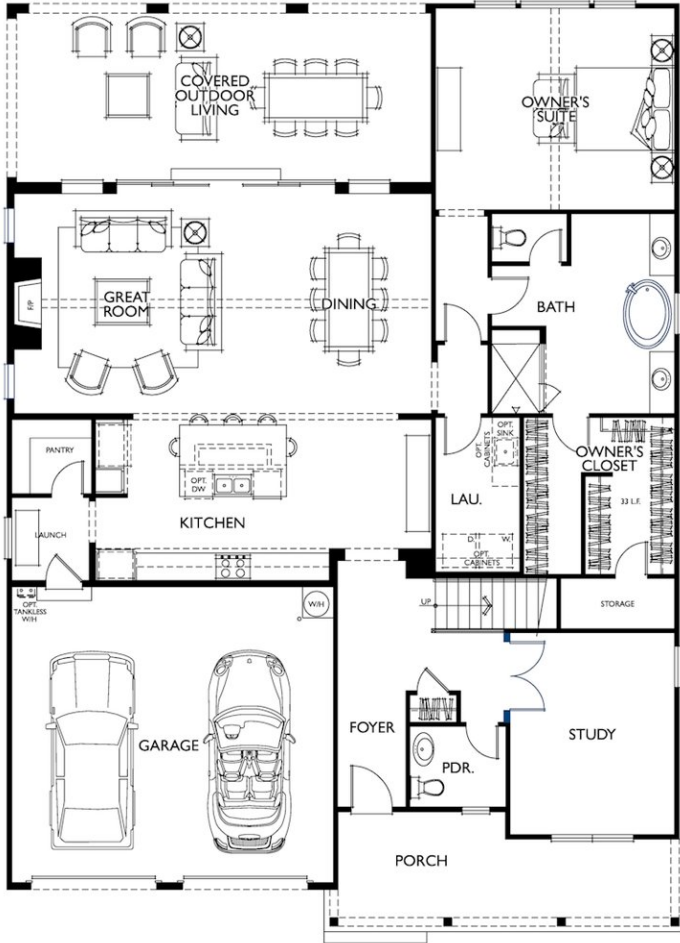 COVERED
OUTDOOR
LIVING
OWNER'S
SUITE
F/P
GREAT
ROOM
DINING
BATH
PANTRY
OPT.
DW
OPT.
CABINETS
OPT.
SINK
OWNER'S
CLOSET
LAU.
33 L.F.
LAUNCH
KITCHEN
D.
W.
OPT.
CABINETS
OPT.
TANKLESS
W/H
W/H
UP
STORAGE
FOYER
STUDY
GARAGE
PDR.
PORCH